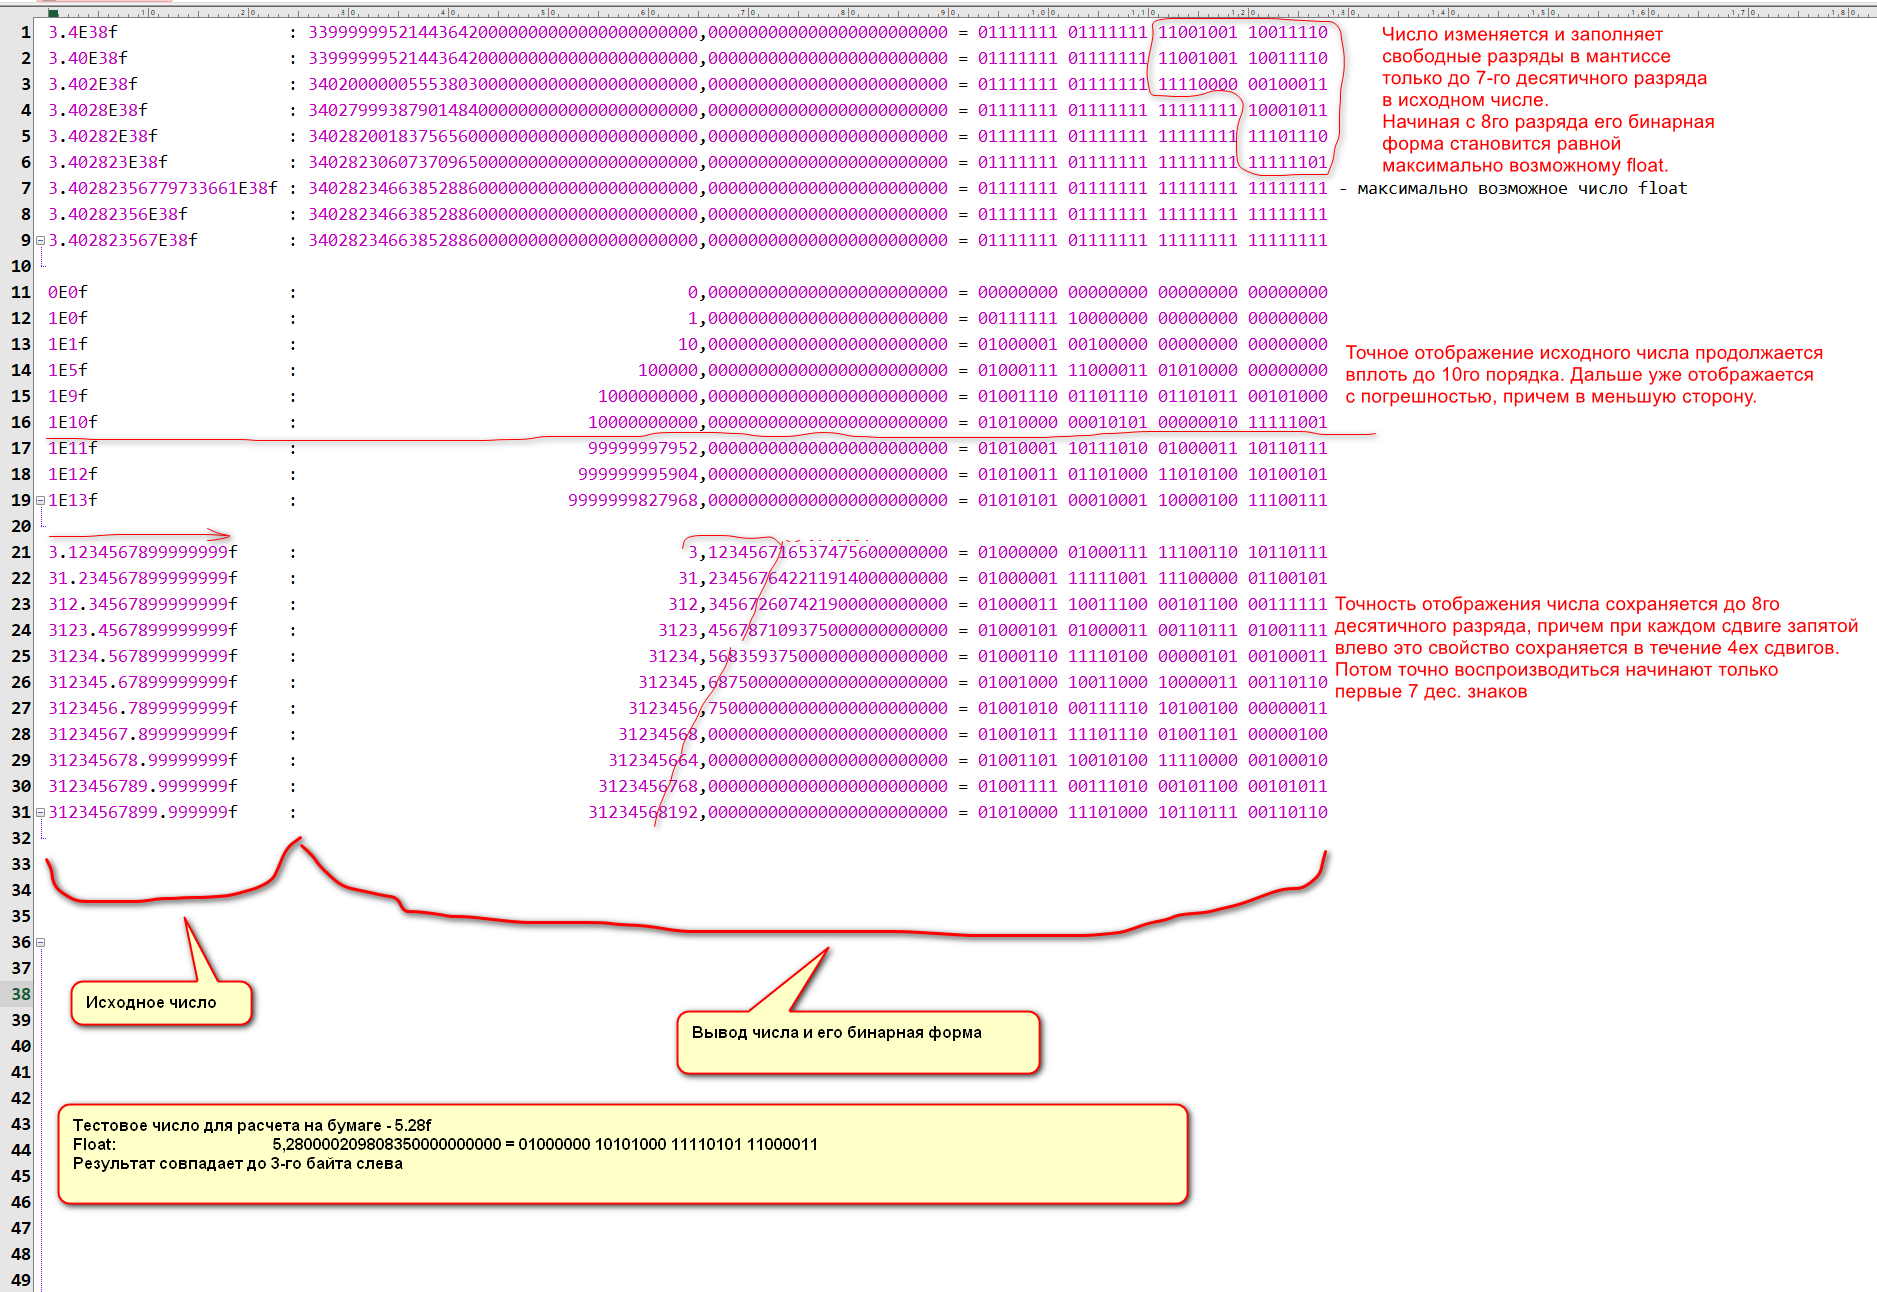 1 3.4E38f : 339999995214436420000000000000000000000,000000000000000000000000 = 01111111 01111111 11001001 10011110
2 3.40E38f : 339999995214436420000000000000000000000,000000000000000000000000 = 01111111 01111111 11001001 10011110
3 3.402E38f : 340200000055538030000000000000000000000,000000000000000000000000 = 01111111 01111111 11110000 00100011
4 3.4028E38f : 340279993879014840000000000000000000000,000000000000000000000000 = 01111111 01111111 11111111 10001011
5 3.40282E38f : 340282001837565600000000000000000000000,000000000000000000000000 = 01111111 01111111 11111111 11101110
6 3.402823E38f : 340282306073709650000000000000000000000,000000000000000000000000 = 01111111 01111111 11111111 11111101
7 3.40282356779733661E38f : 340282346638528860000000000000000000000,000000000000000000000000 = 01111111 01111111 11111111 11111111 - максимально возможное число float
8 3.40282356E38f : 340282346638528860000000000000000000000,000000000000000000000000 = 01111111 01111111 11111111 11111111
9 3.402823567E38f : 340282346638528860000000000000000000000,000000000000000000000000 = 01111111 01111111 11111111 11111111
Число изменяется и заполняет
свободные разряды в мантиссе
только до 7-го десятичного разряда
в исходном числе.
Начиная с 8го разряда его бинарная
форма становится равной
максимально возможному float.
10
11 0E0f : 0,000000000000000000000000 = 00000000 00000000 00000000 00000000
12 1E0f : 1,000000000000000000000000 = 00111111 10000000 00000000 00000000
13 1E1f : 10,000000000000000000000000 = 01000001 00100000 00000000 00000000
14 1E5f : 100000,000000000000000000000000 = 01000111 11000011 01010000 00000000
15 1E9f : 1000000000,000000000000000000000000 = 01001110 01101110 01101011 00101000
16 1E10f : 10000000000,000000000000000000000000 = 01010000 00010101 00000010 11111001
17 1E11f : 99999997952,000000000000000000000000 = 01010001 10111010 01000011 10110111
18 1E12f : 999999995904,000000000000000000000000 = 01010011 01101000 11010100 10100101
19 1E13f : 9999999827968,000000000000000000000000 = 01010101 00010001 10000100 11100111
Точное отображение исходного числа продолжается
вплоть до 10го порядка. Дальше уже отображается
с погрешностью, причем в меньшую сторону.
20
21 3.1234567899999999f : 3,123456716537475600000000 = 01000000 01000111 11100110 10110111
22 31.234567899999999f : 31,234567642211914000000000 = 01000001 11111001 11100000 01100101
23 312.34567899999999f : 312,345672607421900000000000 = 01000011 10011100 00101100 00111111
24 3123.4567899999999f : 3123,456787109375000000000000 = 01000101 01000011 00110111 01001111
25 31234.567899999999f : 31234,568359375000000000000000 = 01000110 11110100 00000101 00100011
26 312345.67899999999f : 312345,687500000000000000000000 = 01001000 10011000 10000011 00110110
27 3123456.7899999999f : 3123456,750000000000000000000000 = 01001010 00111110 10100100 00000011
28 31234567.899999999f : 31234568,000000000000000000000000 = 01001011 11101110 01001101 00000100
29 312345678.99999999f : 312345664,000000000000000000000000 = 01001101 10010100 11110000 00100010
30 3123456789.9999999f : 3123456768,000000000000000000000000 = 01001111 00111010 00101100 00101011
31 31234567899.999999f : 31234568192,000000000000000000000000 = 01010000 11101000 10110111 00110110
Точность отображения числа сохраняется до 8го
десятичного разряда, причем при каждом сдвиге запятой
влево это свойство сохраняется в течение 4ех сдвигов.
Потом точно воспроизводиться начинают только
первые 7 дес. знаков
32
33
34
35
36
37
38
39
40
41
42
43
44
45
46
47
48
49
Исходное число
Вывод числа и его бинарная форма
Тестовое число для расчета на бумаге - 5.28f
Float: 5,280000209808350000000000 = 01000000 10101000 11110101 11000011
Результат совпадает до 3-го байта слева